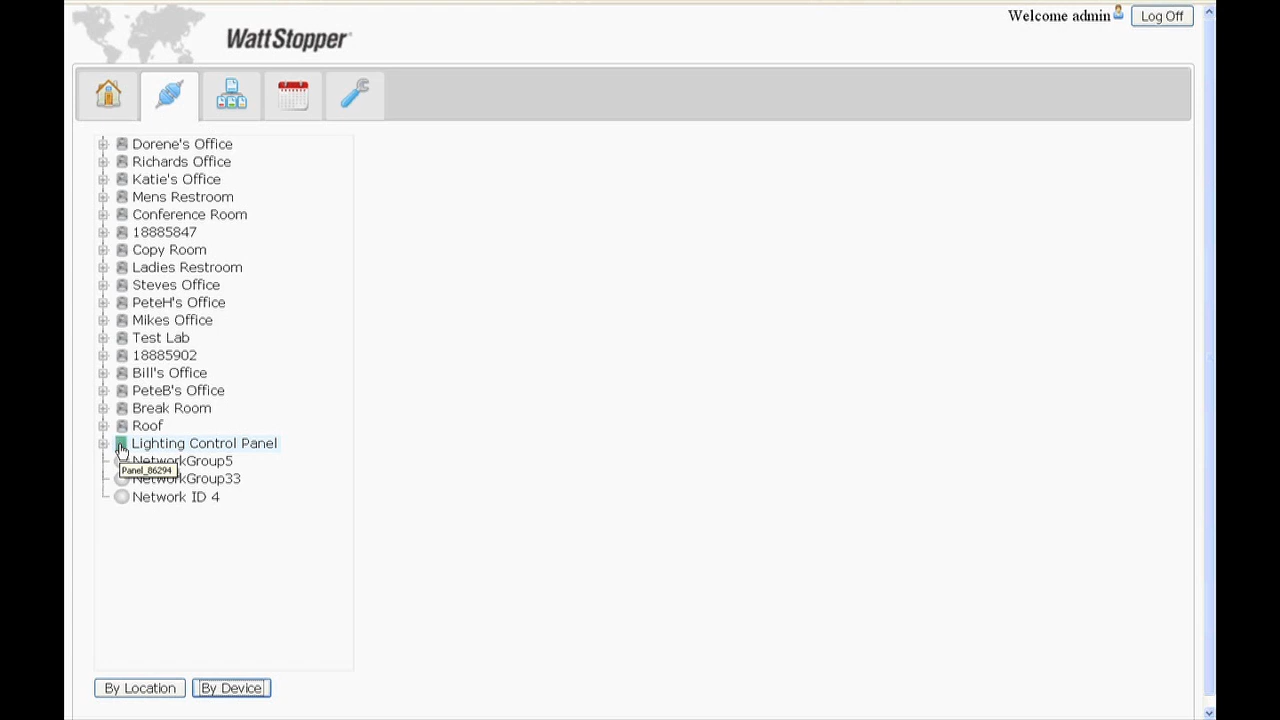 Welcome admin
Log Off
WattStopper
Dorene's Office
Richards Office
Katie's Office
Mens Restroom
Conference Room
18885847
Copy Room
Ladies Restroom
Steves Office
PeteH's Office
Mikes Office
Test Lab
18885902
Bill's Office
PeteB's Office
Break Room
Roof
Lighting Control Panel
NetworkGroup5
Panel_86294
NetworkGroup33
Network ID 4
By Location
By Device